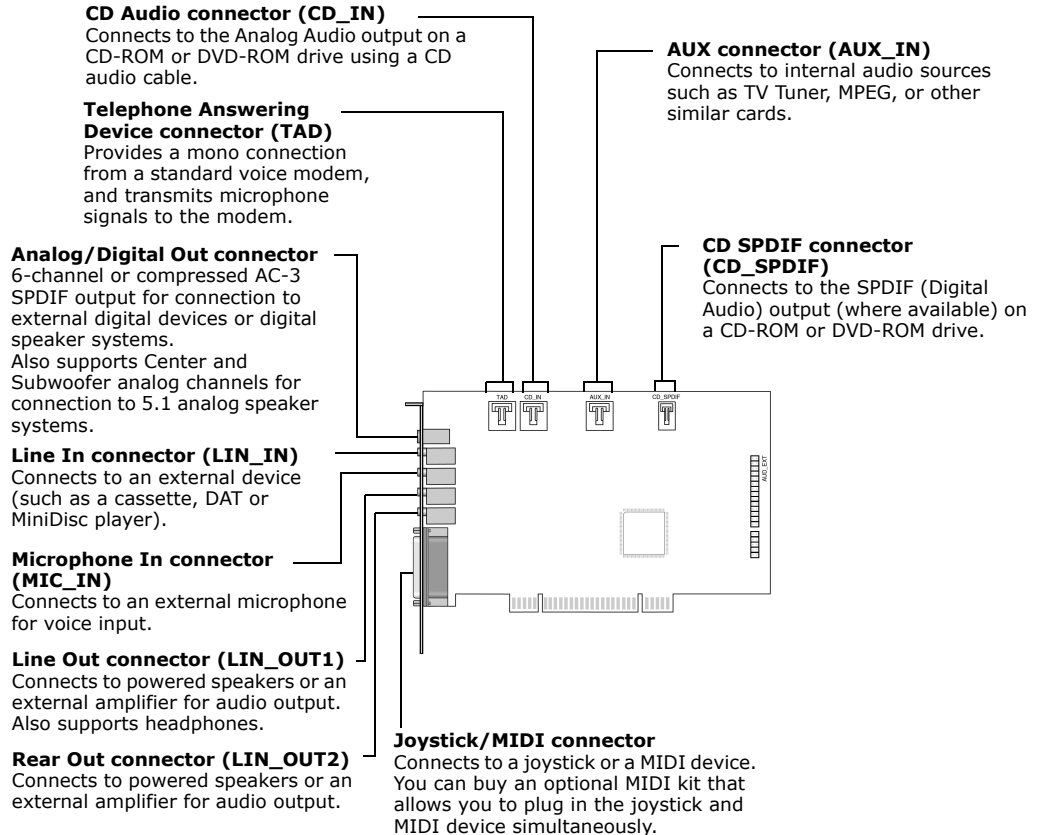 CD Audio connector (CD_IN)
Connects to the Analog Audio output on a
CD-ROM or DVD-ROM drive using a CD
audio cable.
AUX connector (AUX_IN)
Connects to internal audio sources
such as TV Tuner, MPEG, or other
similar cards.
Telephone Answering
Device connector (TAD)
Provides a mono connection
from a standard voice modem,
and transmits microphone
signals to the modem.
Analog/Digital Out connector
6-channel or compressed AC-3
SPDIF output for connection to
external digital devices or digital
speaker systems.
Also supports Center and
Subwoofer analog channels for
connection to 5.1 analog speaker
systems.
CD SPDIF connector
(CD_SPDIF)
Connects to the SPDIF (Digital
Audio) output (where available) on
a CD-ROM or DVD-ROM drive.
TAD
CD_IN
AUX_IN
CD_SPDIF
AUD_EXT
Line In connector (LIN_IN)
Connects to an external device
(such as a cassette, DAT or
MiniDisc player).
Microphone In connector
(MIC_IN)
Connects to an external microphone
for voice input.
Line Out connector (LIN_OUT1)
Connects to powered speakers or an
external amplifier for audio output.
Also supports headphones.
Rear Out connector (LIN_OUT2)
Connects to powered speakers or an
external amplifier for audio output.
Joystick/MIDI connector
Connects to a joystick or a MIDI device.
You can buy an optional MIDI kit that
allows you to plug in the joystick and
MIDI device simultaneously.